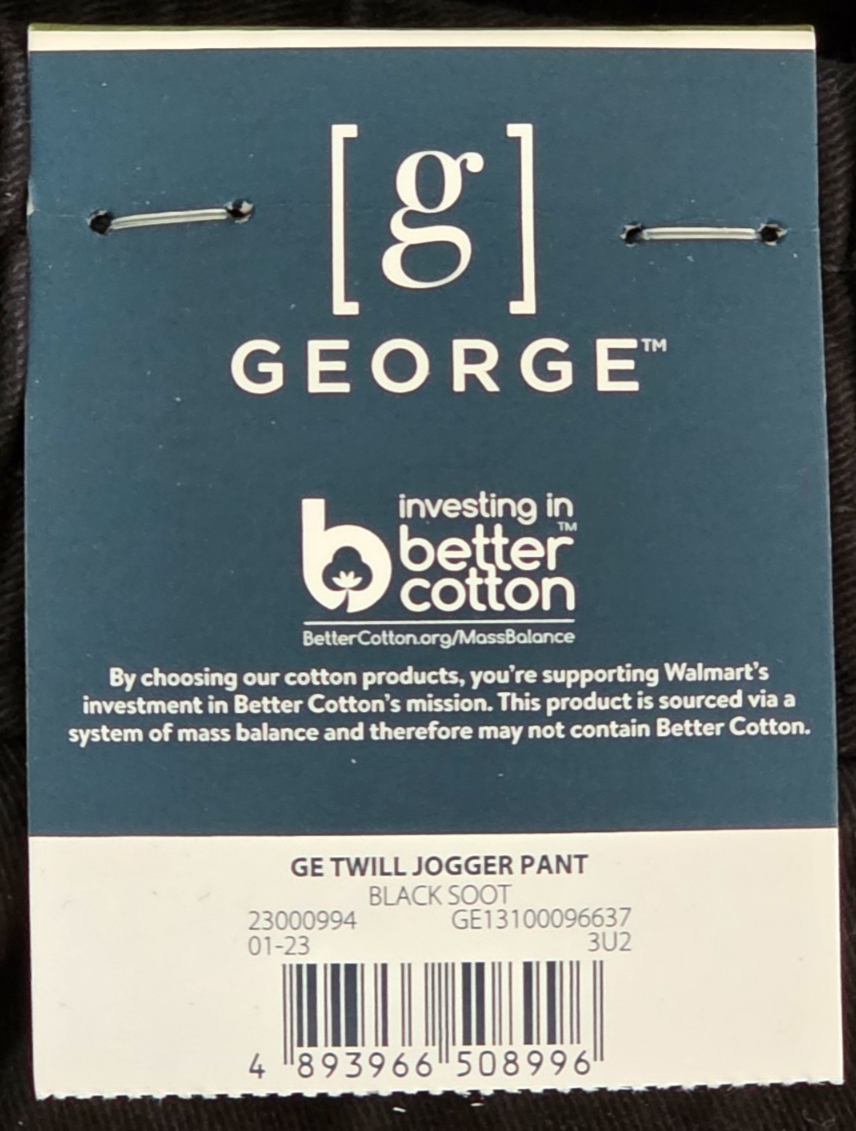 [g]
GEORGE™
investing in
better™
cotton
BetterCotton.org/MassBalance
By choosing our cotton products, you're supporting Walmart's
investment in Better Cotton's mission. This product is sourced via a
system of mass balance and therefore may not contain Better Cotton.
GE TWILL JOGGER PANT
BLACK SOOT
23000994 GE13100096637
01-23 3U2
4 893966 508996